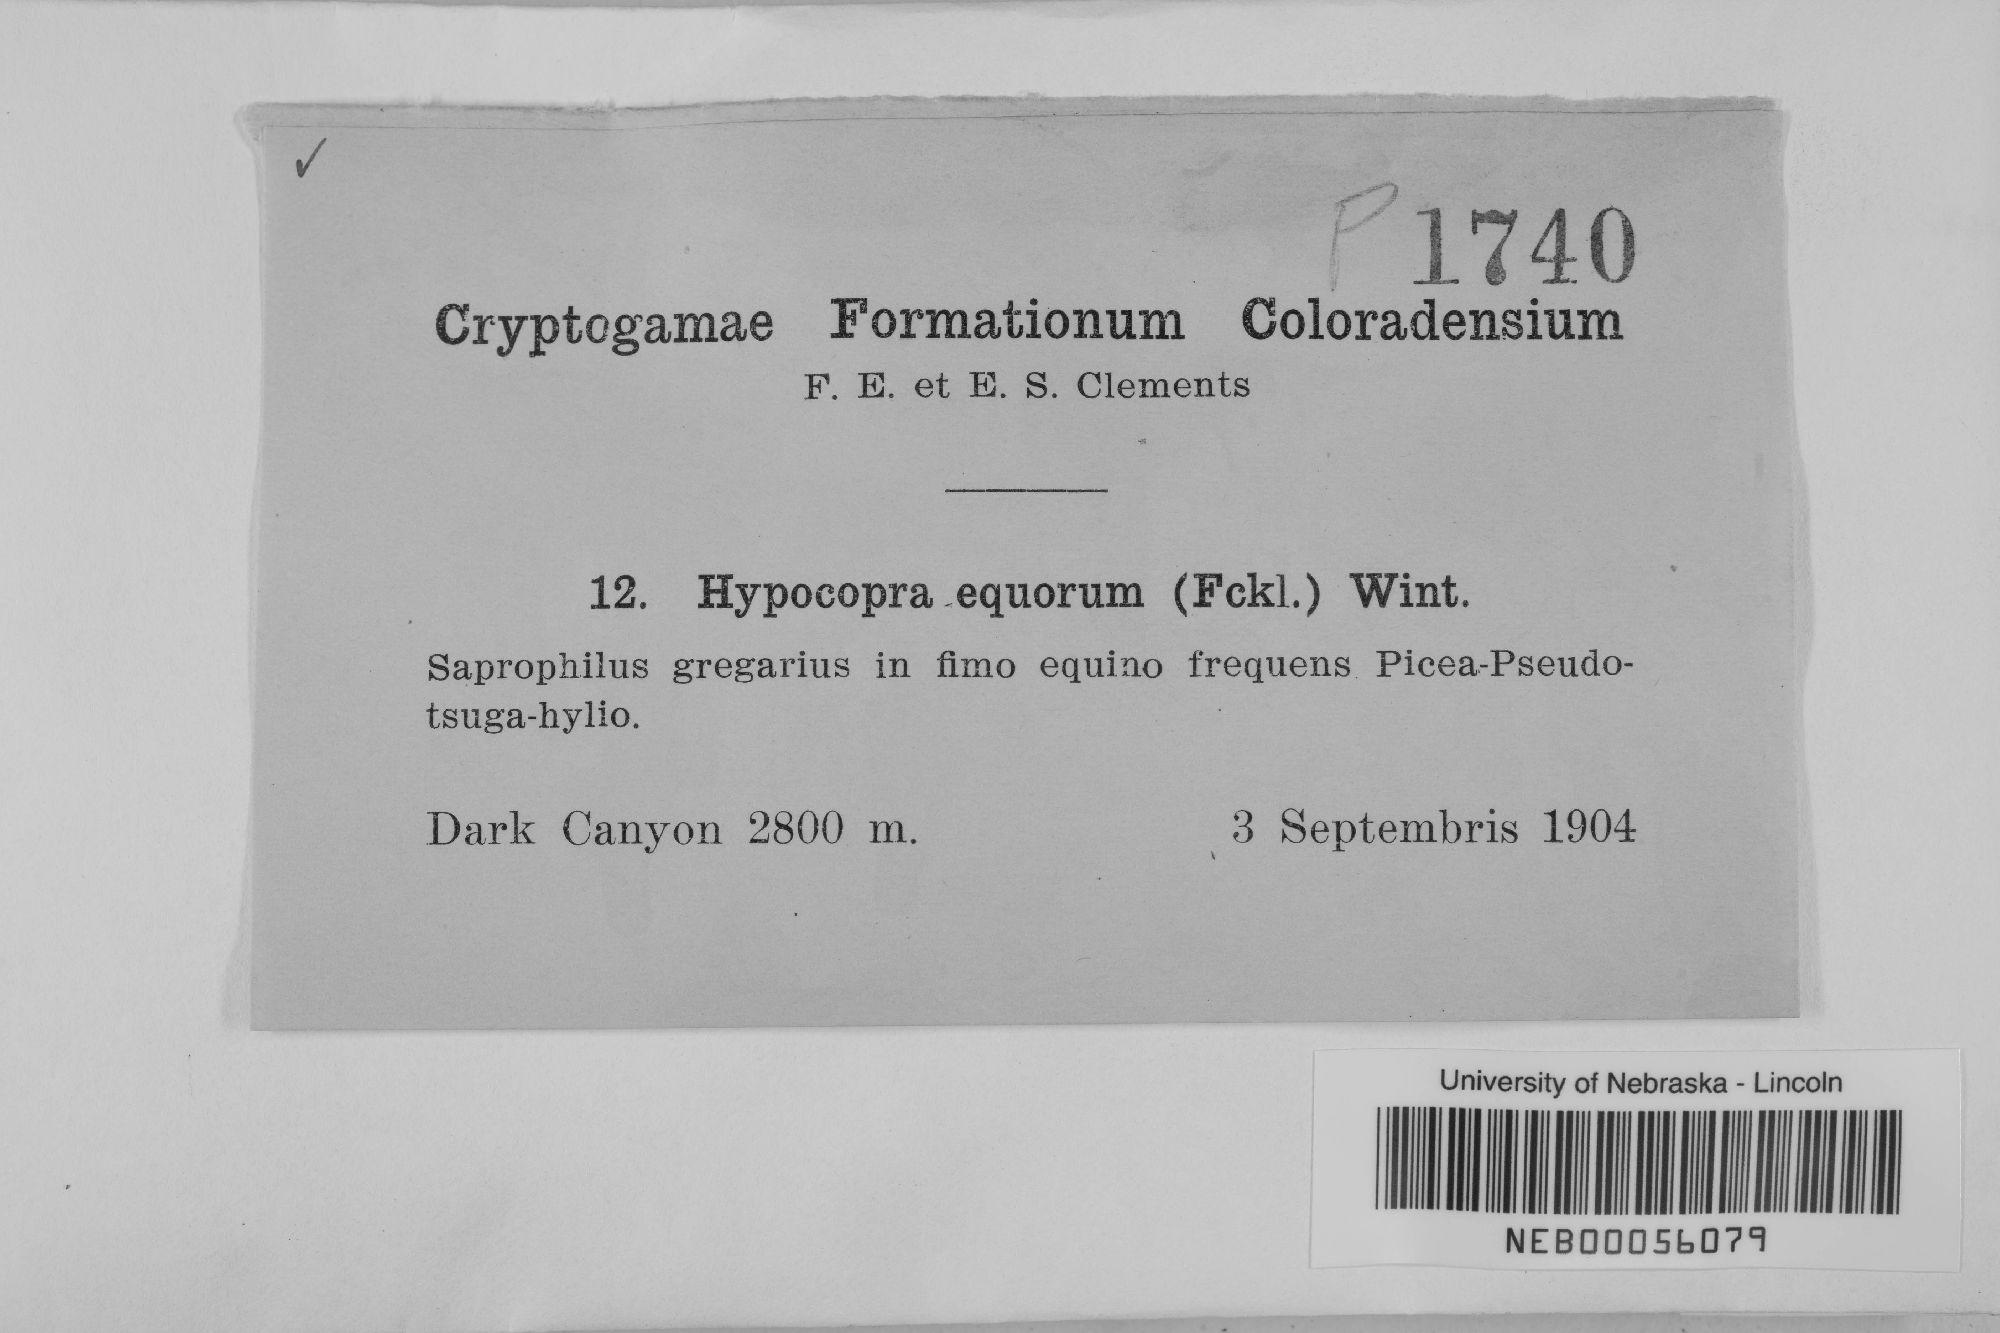 ✓
P 1740
Cryptogamae Formationum Coloradensium
F. E. et E. S. Clements
12. Hypocopra equorum (Fckl.) Wint.
Saprophilus gregarius in fimo equino frequens Picea-Pseudo-
tsuga-hylio.
Dark Canyon 2800 m. 3 Septembris 1904
University of Nebraska - Lincoln
NEB00056079